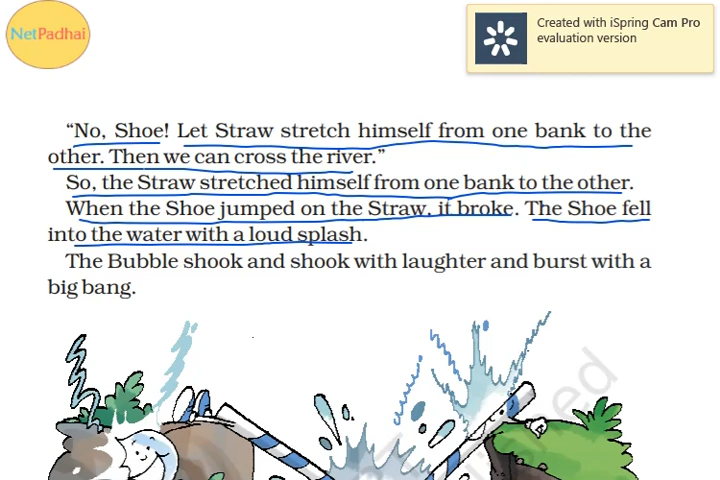 NetPadhai
Created with iSpring Cam Pro
evaluation version
“No, Shoe! Let Straw stretch himself from one bank to the
other. Then we can cross the river.”
So, the Straw stretched himself from one bank to the other.
When the Shoe jumped on the Straw, it broke. The Shoe fell
into the water with a loud splash.
The Bubble shook and shook with laughter and burst with a
big bang.